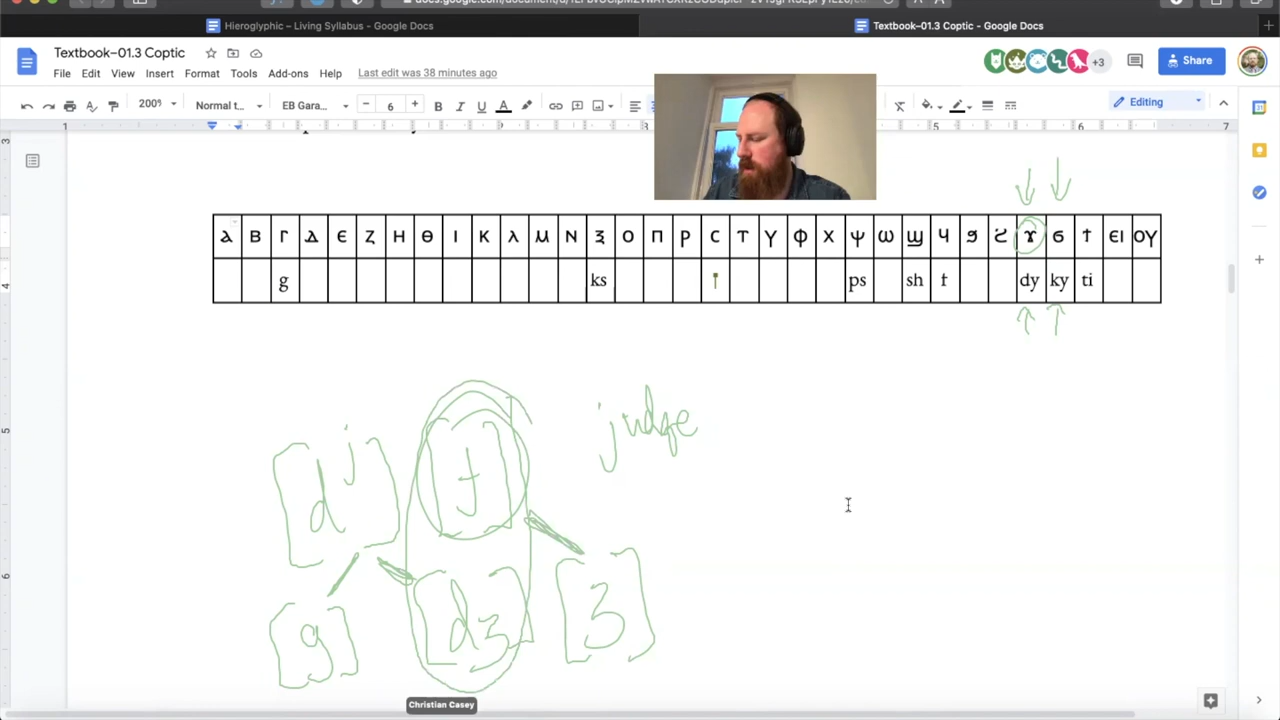 Hieroglyphic – Living Syllabus - Google Docs
Textbook–01.3 Coptic - Google Docs
Textbook–01.3 Coptic
+3
Share
File Edit View Insert Format Tools Add-ons Help Last edit was 38 minutes ago
200% Normal t... EB Gara... 6 B I U A Editing
ⲁ ⲃ ⲅ ⲇ ⲉ ⲍ ⲏ ⲑ ⲓ ⲕ ⲗ ⲙ ⲛ ⲝ ⲟ ⲡ ⲣ ⲥ ⲧ ⲩ ⲫ ⲭ ⲯ ⲱ ϣ ϥ ϧ ϩ ϫ ϭ ϯ ⲉⲓ ⲟⲩ
g ks ps sh f dy ky ti
judge
[dʲ] [ɟ]
[g] [dʒ] [ʒ]
Christian Casey